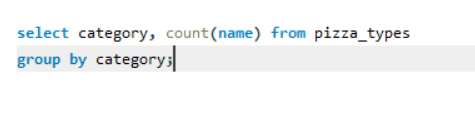 select category, count(name) from pizza_types
group by category;